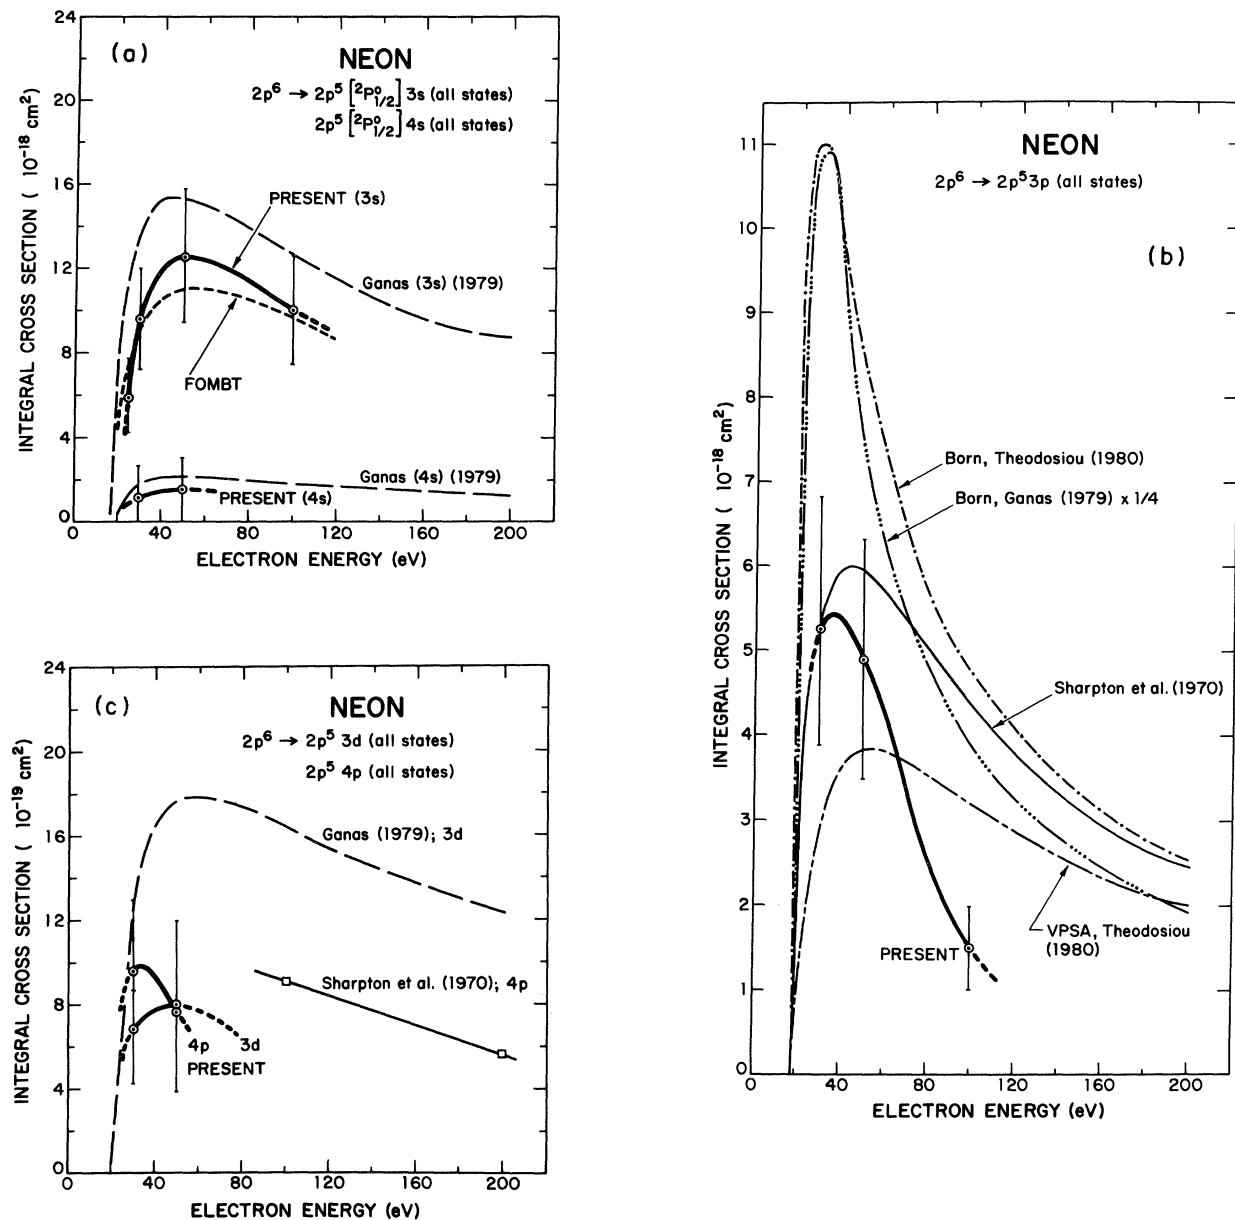 (a)
NEON
2p⁶ → 2p⁵ [²P°1/2] 3s (all states)
2p⁵ [²P°1/2] 4s (all states)
INTEGRAL CROSS SECTION ( 10⁻¹⁸ cm²)
24
20
16
12
8
4
0
PRESENT (3s)
Ganas (3s) (1979)
FOMBT
Ganas (4s) (1979)
PRESENT (4s)
0 40 80 120 160 200
ELECTRON ENERGY (eV)
(b)
NEON
2p⁶ → 2p⁵3p (all states)
INTEGRAL CROSS SECTION ( 10⁻¹⁸ cm²)
11
10
9
8
7
6
5
4
3
2
1
0
Born, Theodosiou (1980)
Born, Ganas (1979) x 1/4
Sharpton et al. (1970)
VPSA, Theodosiou
(1980)
PRESENT
0 40 80 120 160 200
ELECTRON ENERGY (eV)
(c)
NEON
2p⁶ → 2p⁵ 3d (all states)
2p⁵ 4p (all states)
INTEGRAL CROSS SECTION ( 10⁻¹⁹ cm²)
24
20
16
12
8
4
0
Ganas (1979); 3d
Sharpton et al. (1970); 4p
4p 3d
PRESENT
0 40 80 120 160 200
ELECTRON ENERGY (eV)